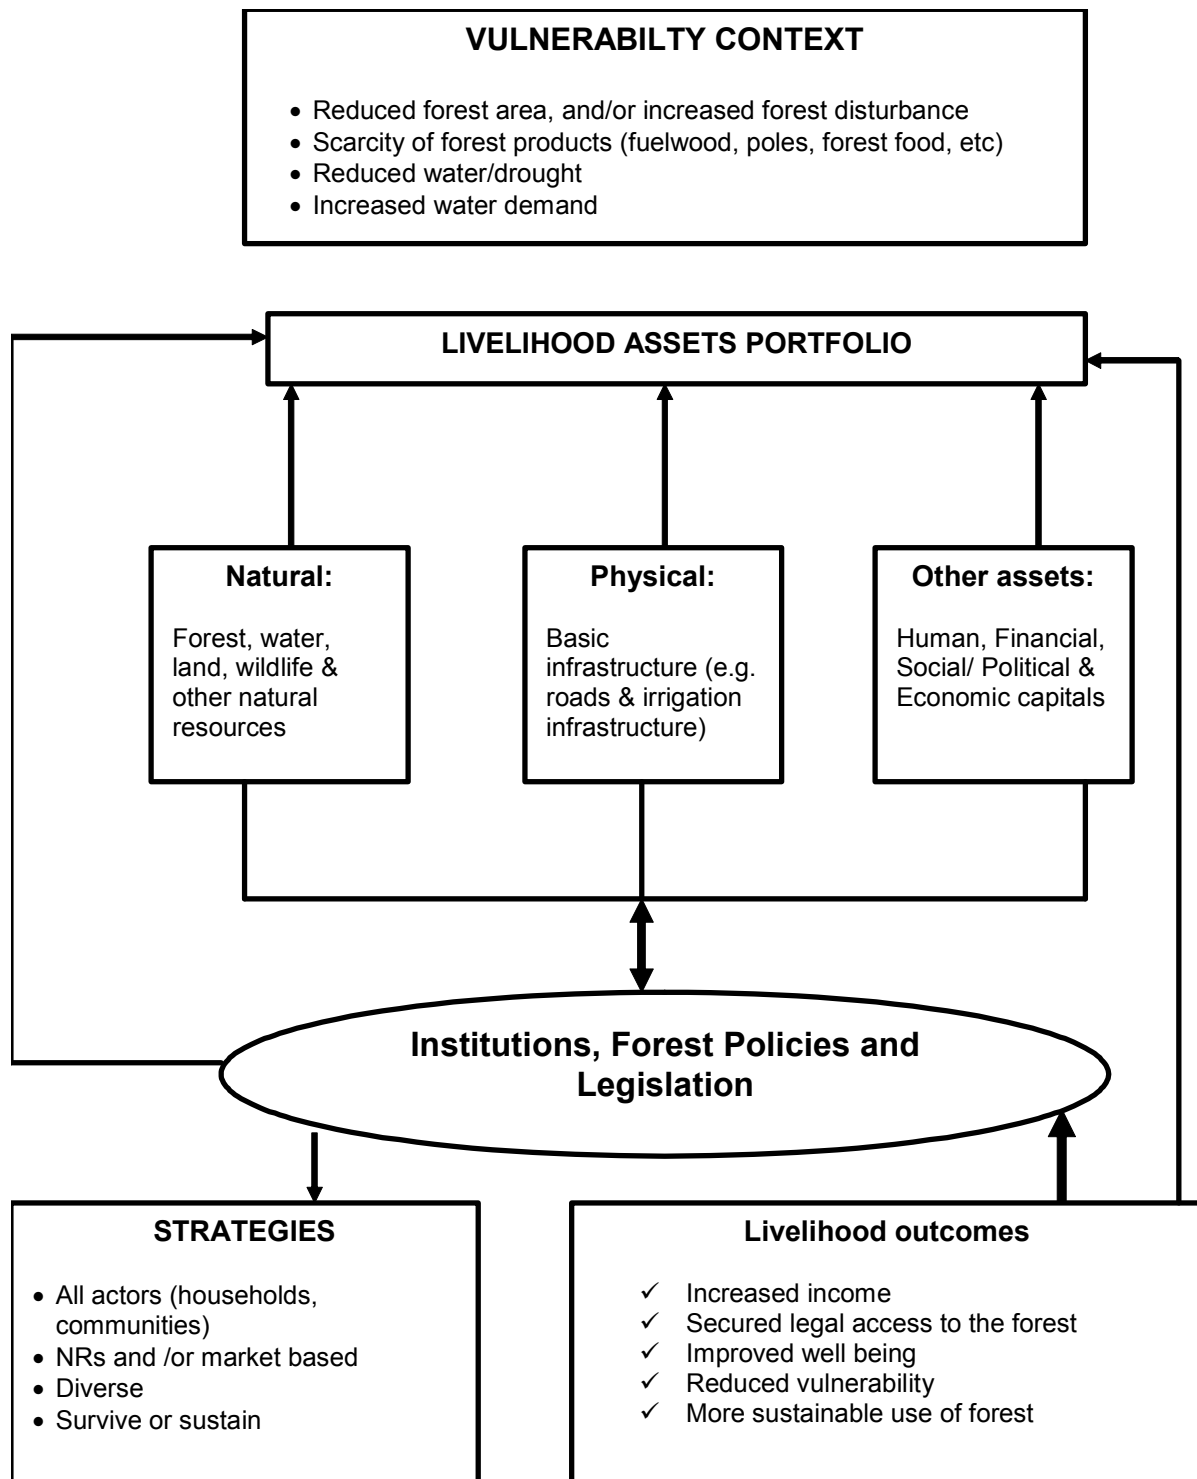 VULNERABILTY CONTEXT
• Reduced forest area, and/or increased forest disturbance
• Scarcity of forest products (fuelwood, poles, forest food, etc)
• Reduced water/drought
• Increased water demand
LIVELIHOOD ASSETS PORTFOLIO
Natural:
Forest, water,
land, wildlife &
other natural
resources
Physical:
Basic
infrastructure (e.g.
roads & irrigation
infrastructure)
Other assets:
Human, Financial,
Social/ Political &
Economic capitals
Institutions, Forest Policies and
Legislation
STRATEGIES
• All actors (households,
communities)
• NRs and /or market based
• Diverse
• Survive or sustain
Livelihood outcomes
✓ Increased income
✓ Secured legal access to the forest
✓ Improved well being
✓ Reduced vulnerability
✓ More sustainable use of forest